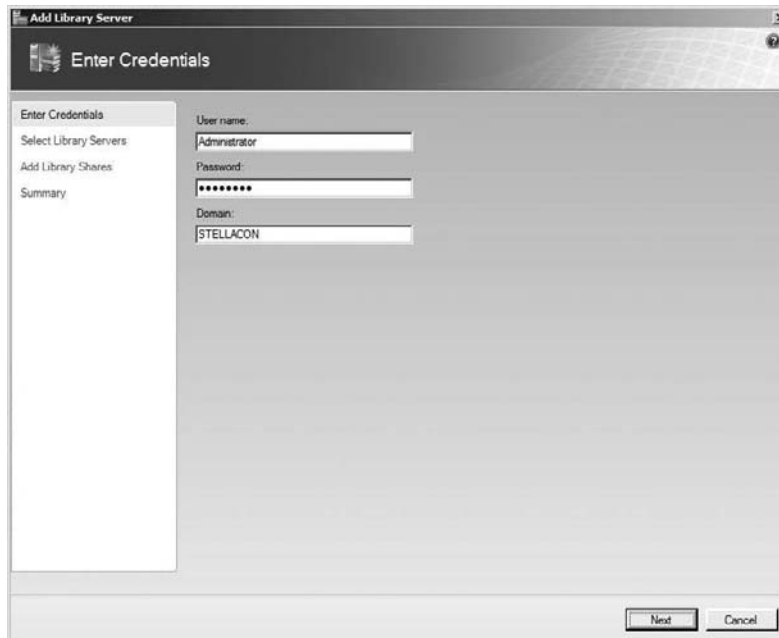 Add Library Server
Enter Credentials
Enter Credentials
Select Library Servers
Add Library Shares
Summary
User name:
Administrator
Password:
••••••••
Domain:
STELLACON
Next
Cancel